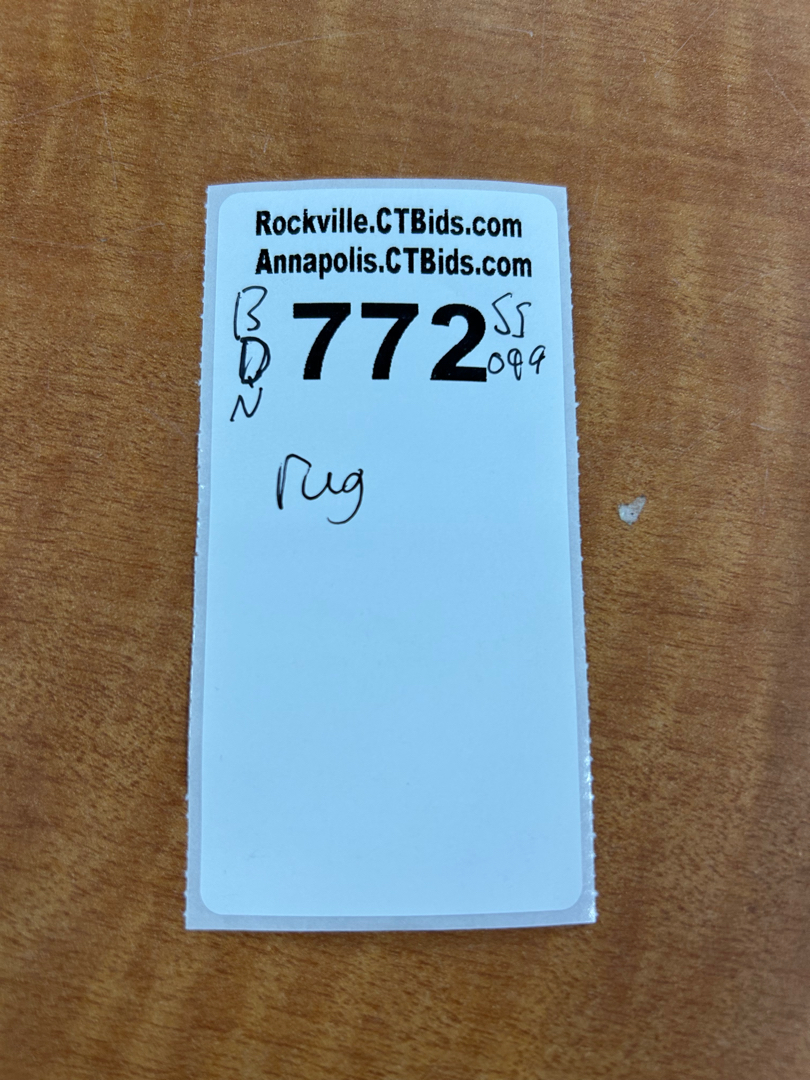 Rockville.CTBids.com
Annapolis.CTBids.com
B
D
N
772
SS
099
rug